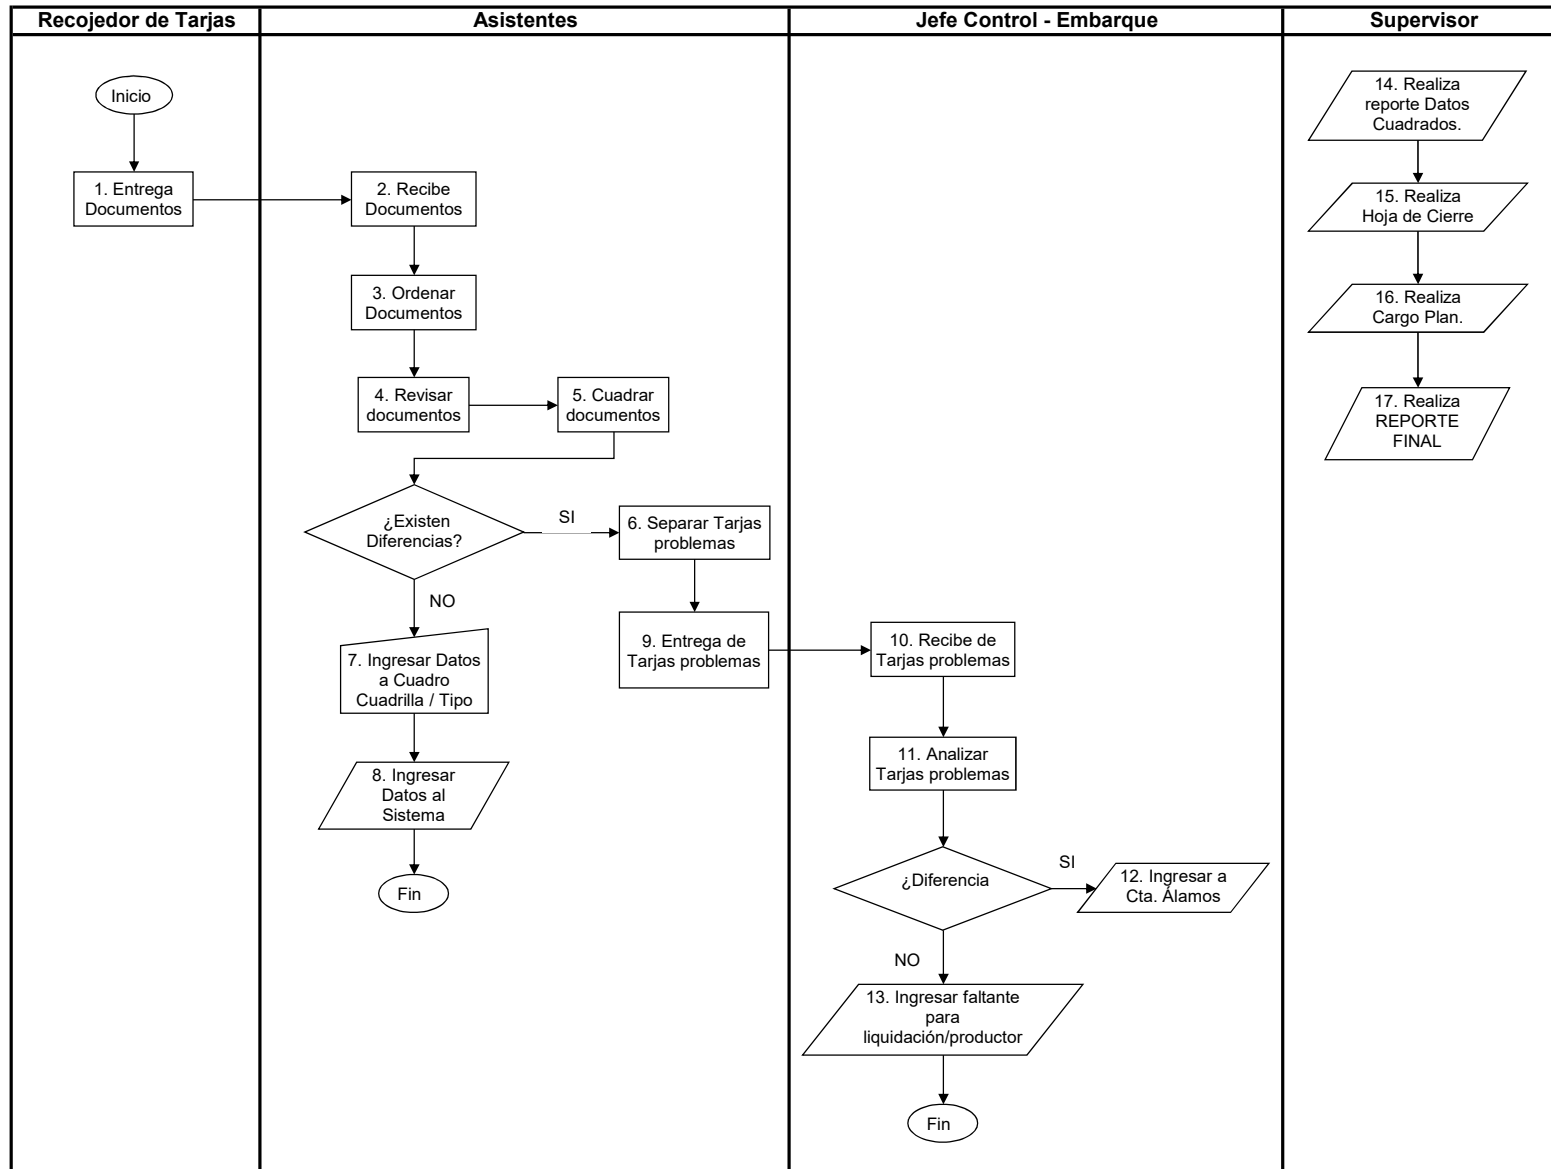 Recojedor de Tarjas
Asistentes
Jefe Control - Embarque
Supervisor
Inicio
1. Entrega
Documentos
2. Recibe
Documentos
3. Ordenar
Documentos
4. Revisar
documentos
5. Cuadrar
documentos
¿Existen
Diferencias?
SI
NO
6. Separar Tarjas
problemas
7. Ingresar Datos
a Cuadro
Cuadrilla / Tipo
8. Ingresar
Datos al
Sistema
Fin
9. Entrega de
Tarjas problemas
10. Recibe de
Tarjas problemas
11. Analizar
Tarjas problemas
¿Diferencia
SI
NO
12. Ingresar a
Cta. Álamos
13. Ingresar faltante
para
liquidación/productor
Fin
14. Realiza
reporte Datos
Cuadrados.
15. Realiza
Hoja de Cierre
16. Realiza
Cargo Plan.
17. Realiza
REPORTE
FINAL